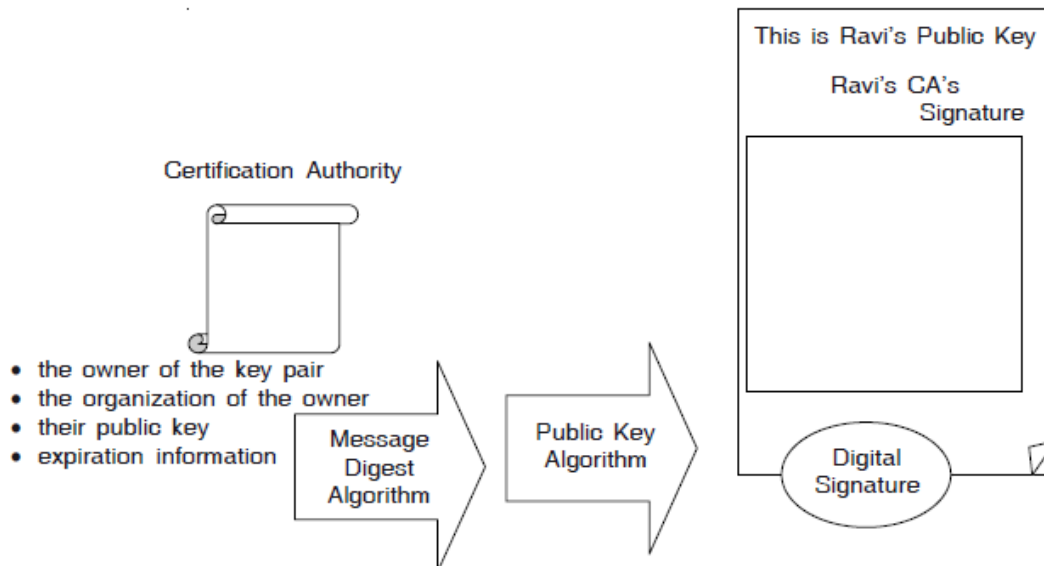 This is Ravi's Public Key
Ravi's CA's
Signature
Certification Authority
• the owner of the key pair
• the organization of the owner
• their public key
• expiration information
Message
Digest
Algorithm
Public Key
Algorithm
Digital
Signature